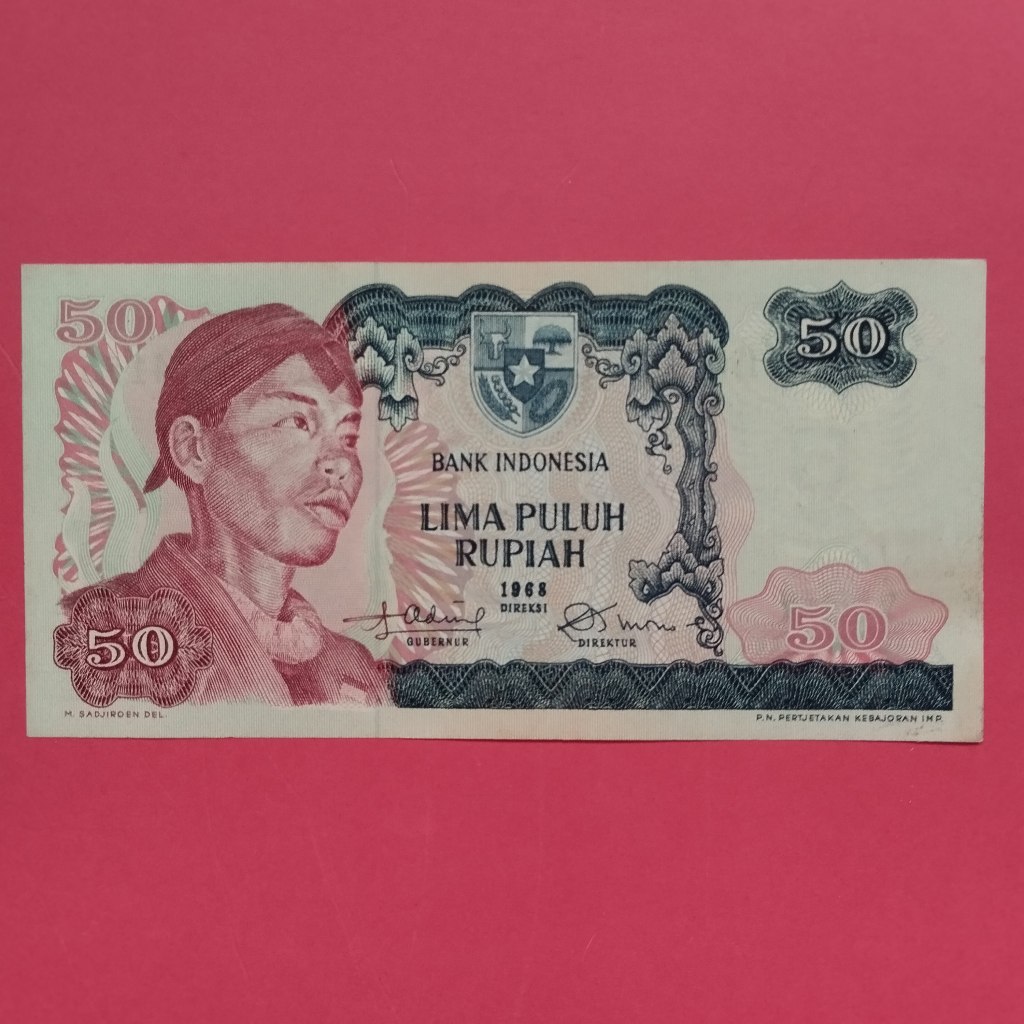 50
50
BANK INDONESIA
LIMA PULUH
RUPIAH
1968
DIREKSI
GUBERNUR
DIREKTUR
50
50
M. SADJIROEN DEL.
P.N. PERTJETAKAN KEBAJORAN IMP.